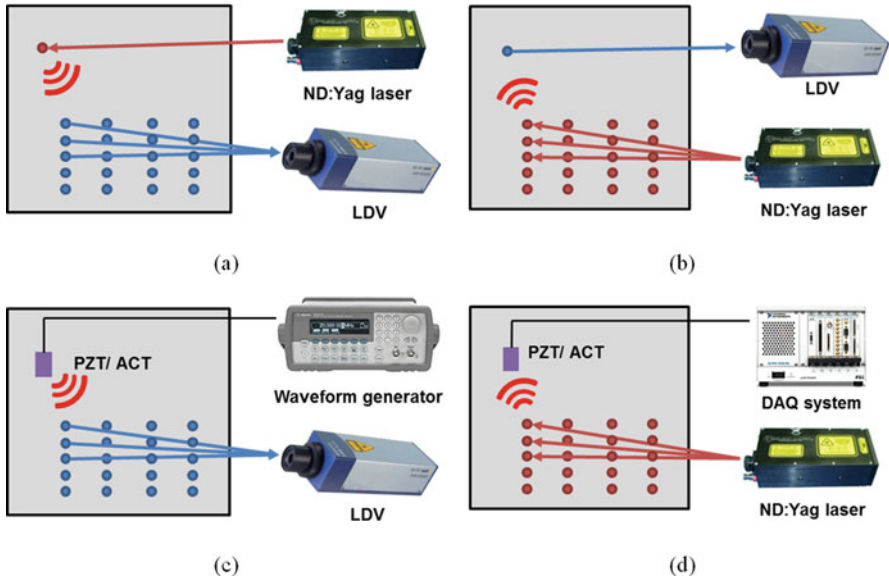 ND:Yag laser
LDV
(a)
LDV
ND:Yag laser
(b)
PZT/ ACT
Waveform generator
LDV
(c)
PZT/ ACT
DAQ system
ND:Yag laser
(d)